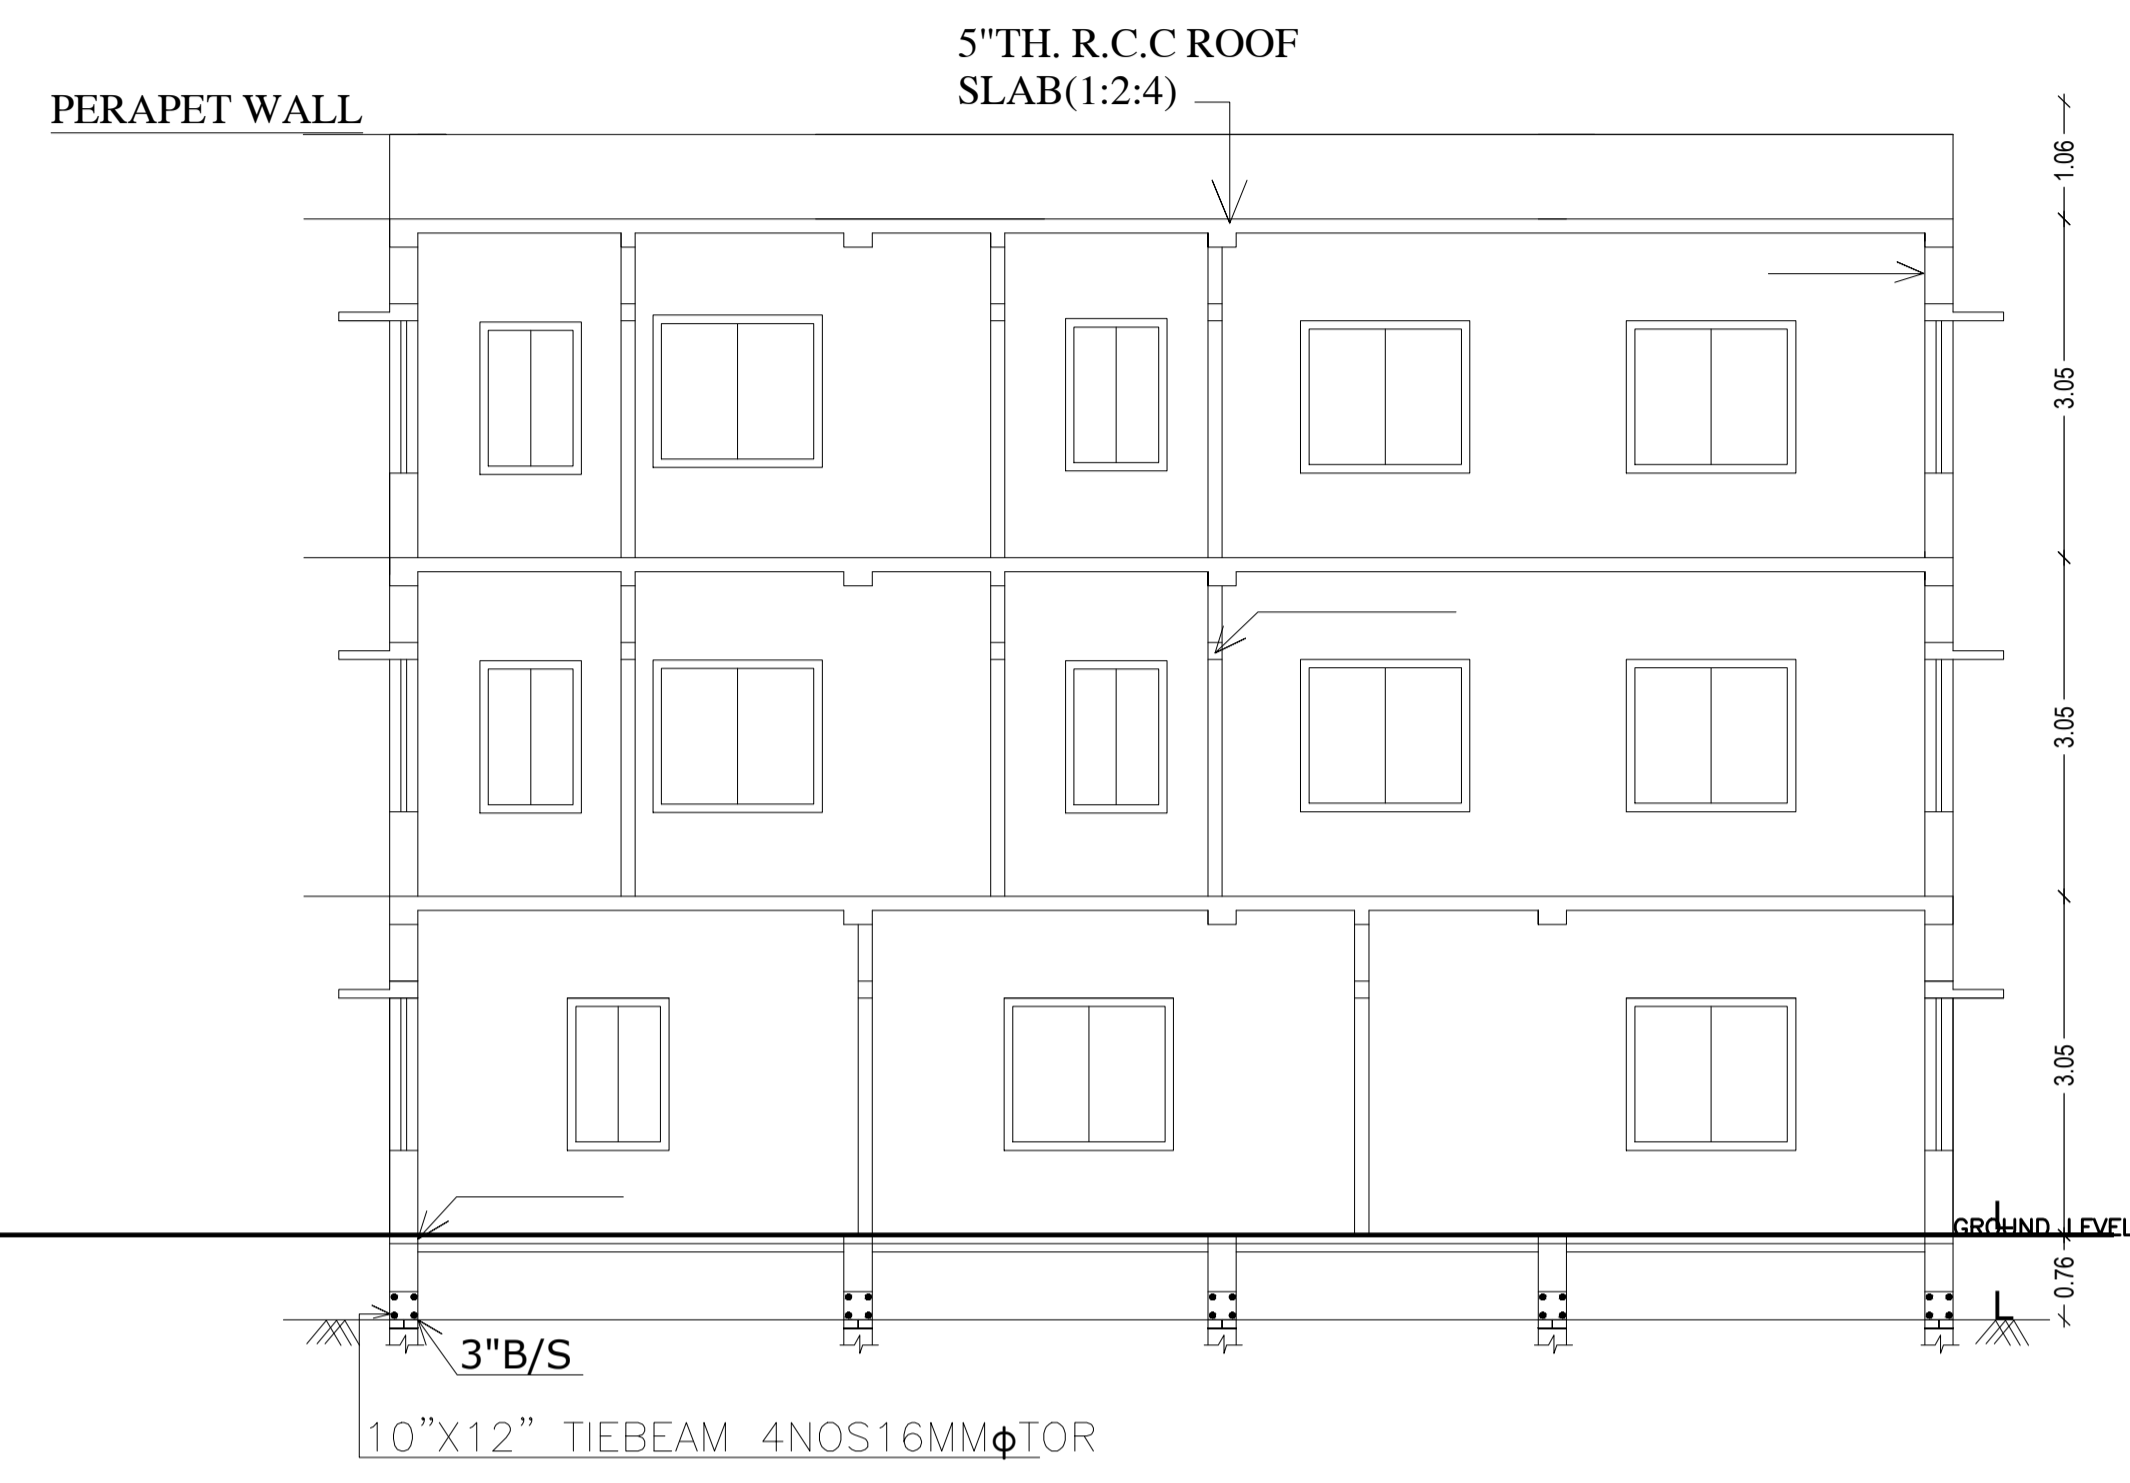 5"TH. R.C.C ROOF
SLAB(1:2:4)
PERAPET WALL
1.06
3.05
3.05
3.05
L
GROUND LEVEL
0.76
L
3"B/S
10"X12" TIEBEAM 4NOS16MMϕTOR